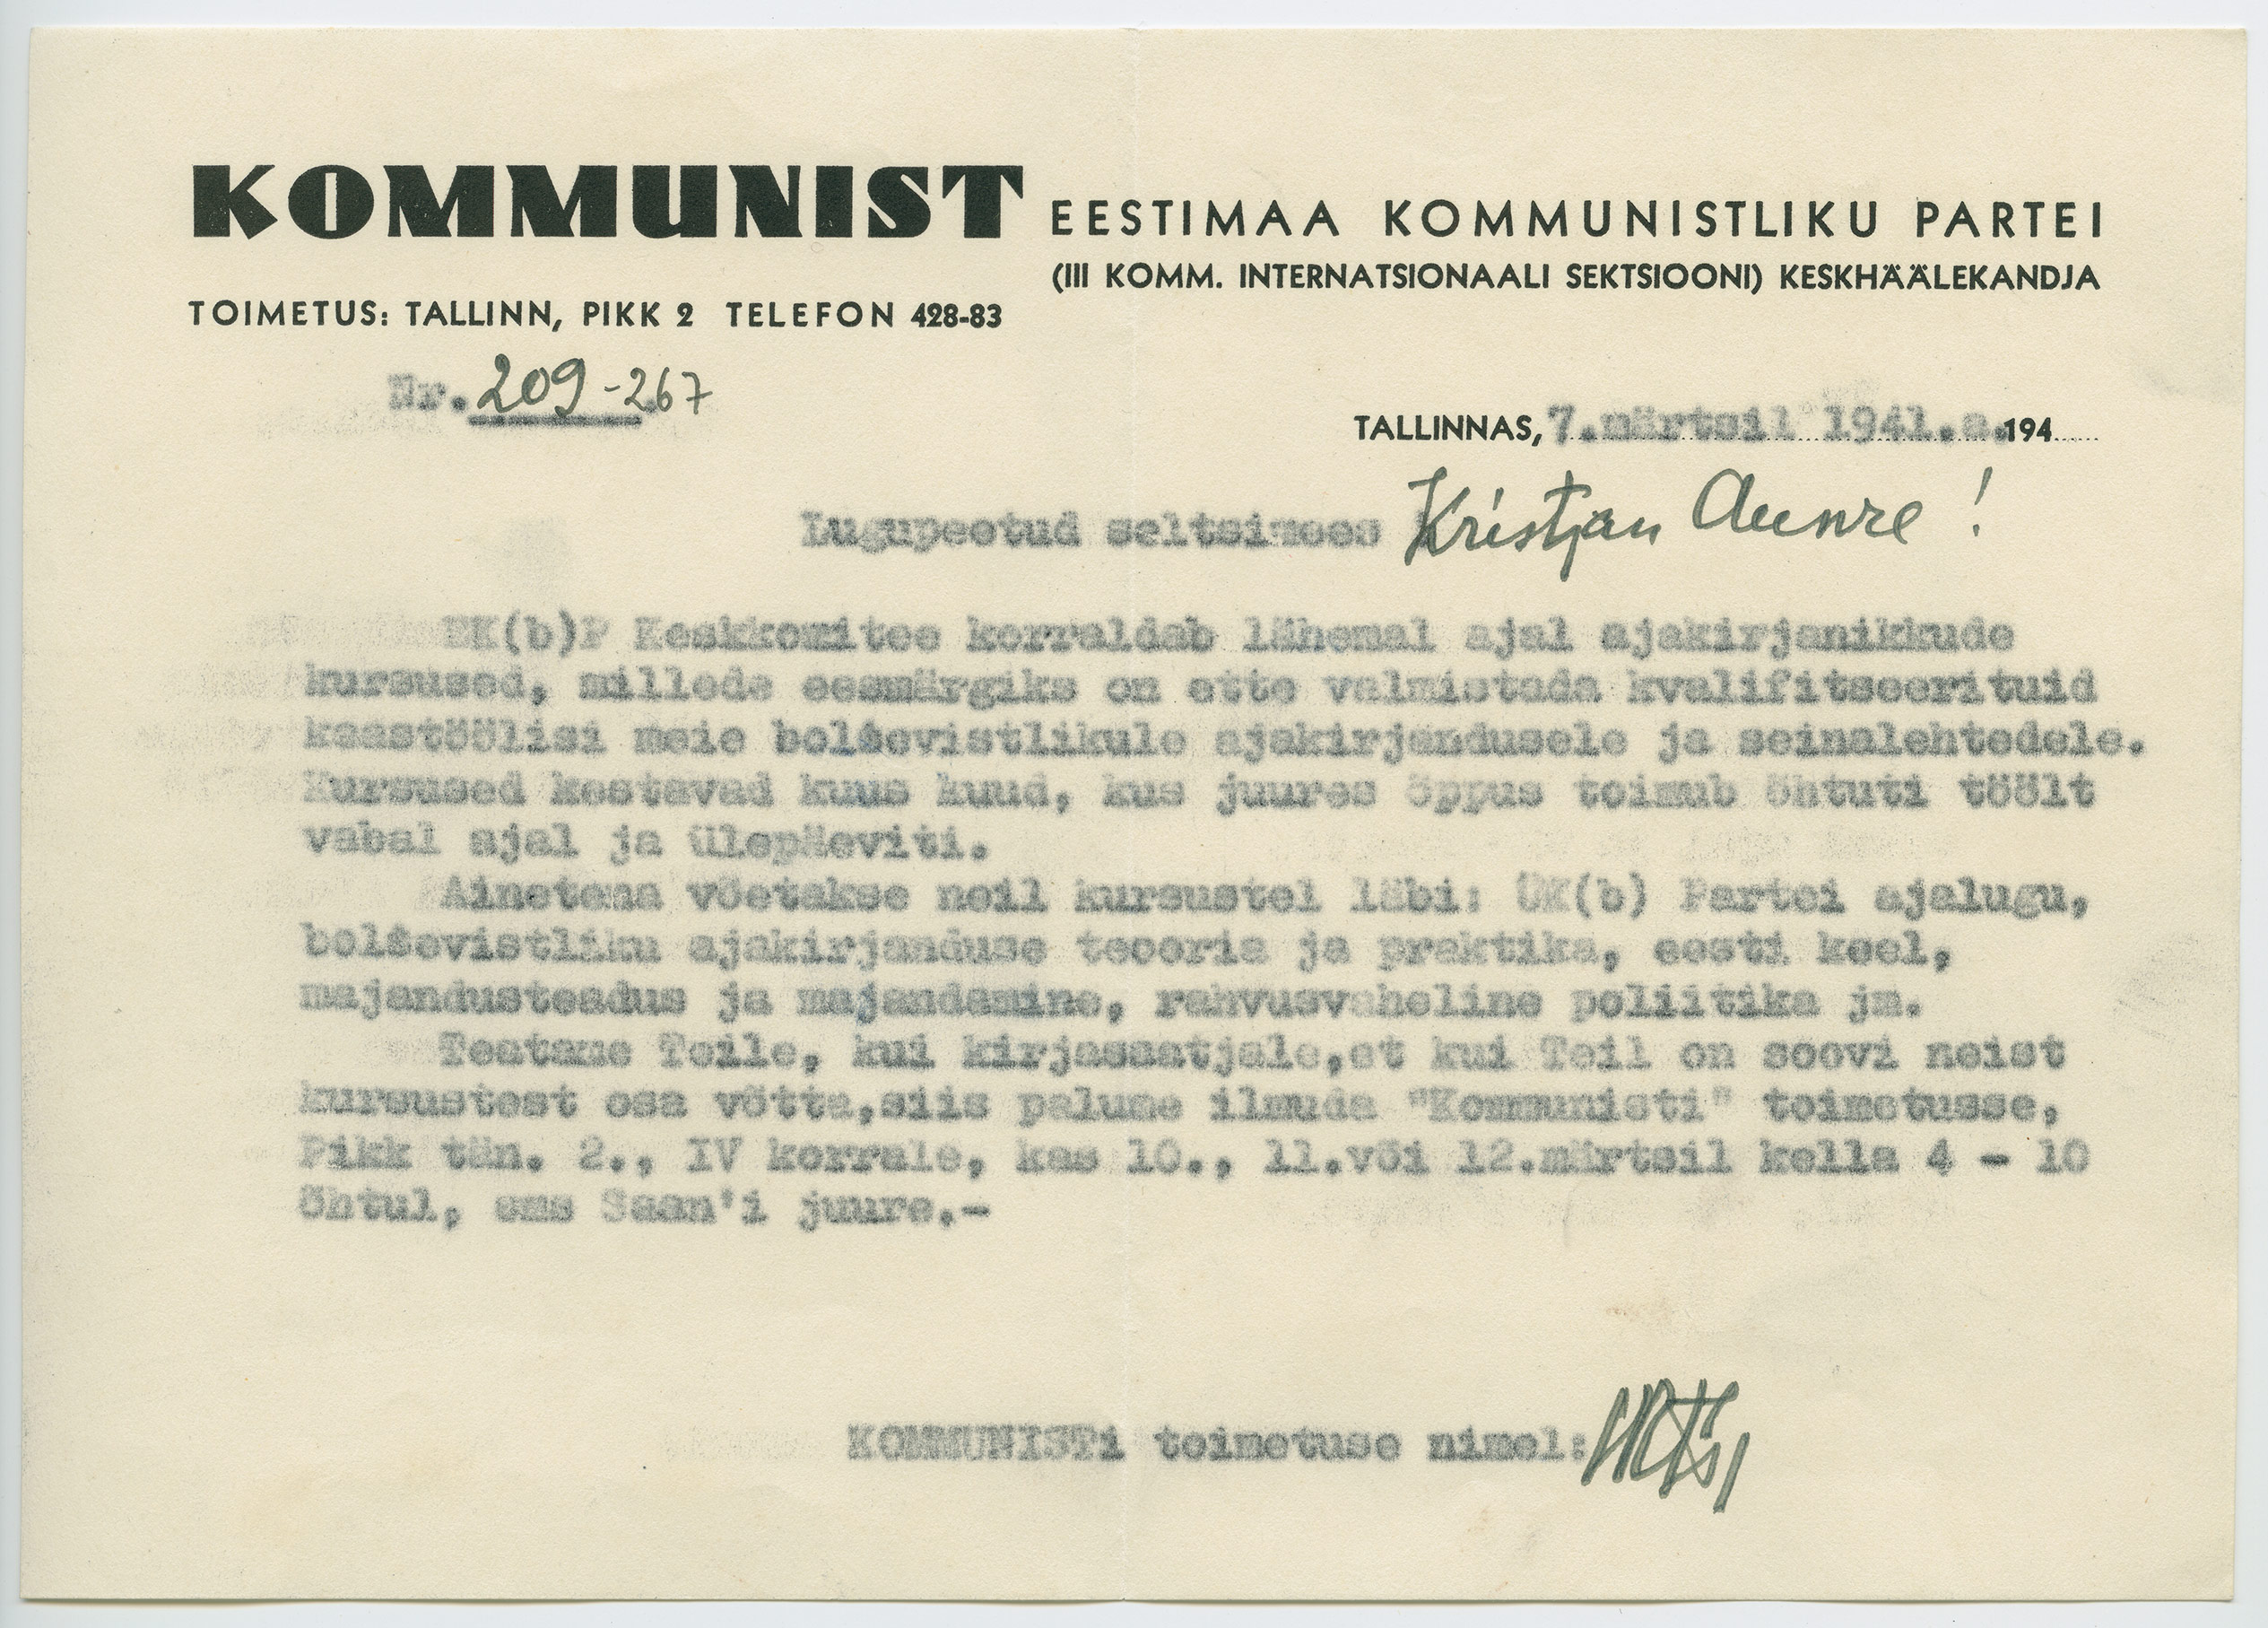 KOMMUNIST EESTIMAA KOMMUNISTLIKU PARTEI
(III KOMM. INTERNATSIONAALI SEKTSIOONI) KESKHÄÄLEKANDJA
TOIMETUS: TALLINN, PIKK 2 TELEFON 428-83
Nr. 209-267
TALLINNAS, 7.märtsil 1941.a. 194
Lugupeetud seltsimees Kristjan Aunre !
EK(b)P Keskkomitee korraldab lähemal ajal ajakirjanikkude
kursused, millede eesmärgiks on ette valmistada kvalifitseerituid
kaastöölisi meie bolševistlikule ajakirjandusele ja seinalehtedele.
Kursused kestavad kuus kuud, kus juures õppus toimub õhtuti töölt
vabal ajal ja ülepäeviti.
Ainetena võetakse neil kursustel läbi: ÜK(b) Partei ajalugu,
bolševistliku ajakirjanduse teooria ja praktika, eesti keel,
majandusteadus ja majandamine, rahvusvaheline poliitika jm.
Teatame Teile, kui kirjasaatjale,et kui Teil on soovi neist
kursustest osa võtta,siis palume ilmuda "Kommunisti" toimetusse,
Pikk tän. 2., IV korrale, kas 10., 11.või 12.märtsil kella 4 - 10
õhtul, sms Saan'i juure.-
KOMMUNISTi toimetuse nimel: